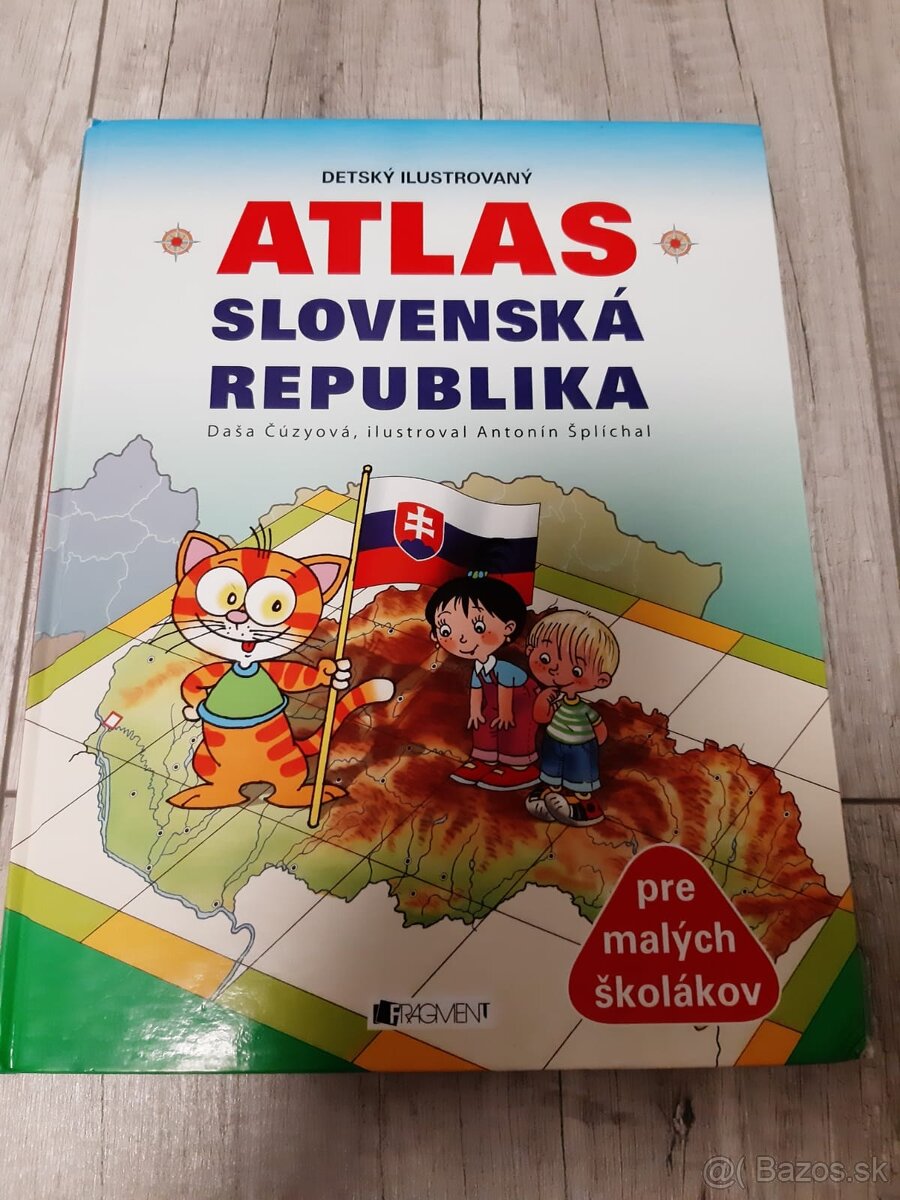 DETSKÝ ILUSTROVANÝ
ATLAS
SLOVENSKÁ
REPUBLIKA
Daša Čúzyová, ilustroval Antonín Šplíchal
pre
malých
školákov
FRAGMENT
@( Bazos.sk